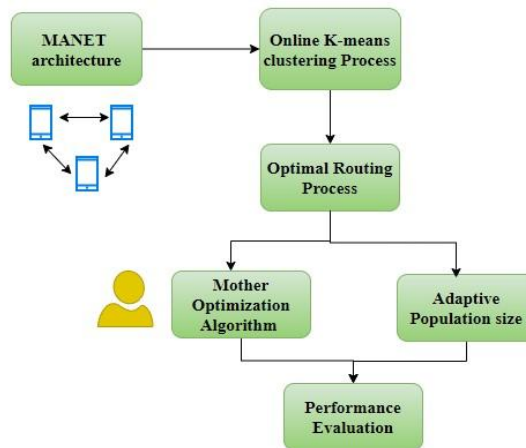 MANET
architecture
Online K-means
clustering Process
Optimal Routing
Process
Mother
Optimization
Algorithm
Adaptive
Population size
Performance
Evaluation